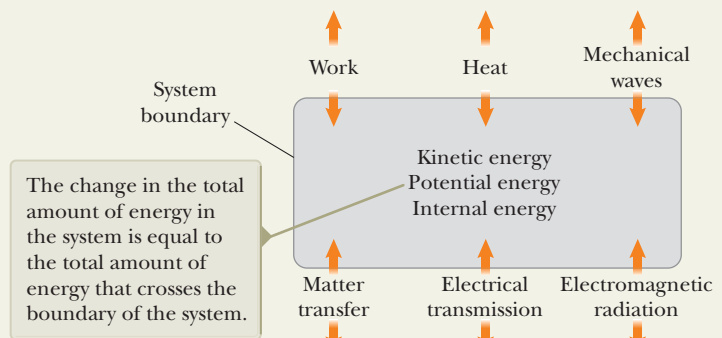 Work
Heat
Mechanical
waves
System
boundary
Kinetic energy
Potential energy
Internal energy
The change in the total
amount of energy in
the system is equal to
the total amount of
energy that crosses the
boundary of the system.
Matter
transfer
Electrical
transmission
Electromagnetic
radiation